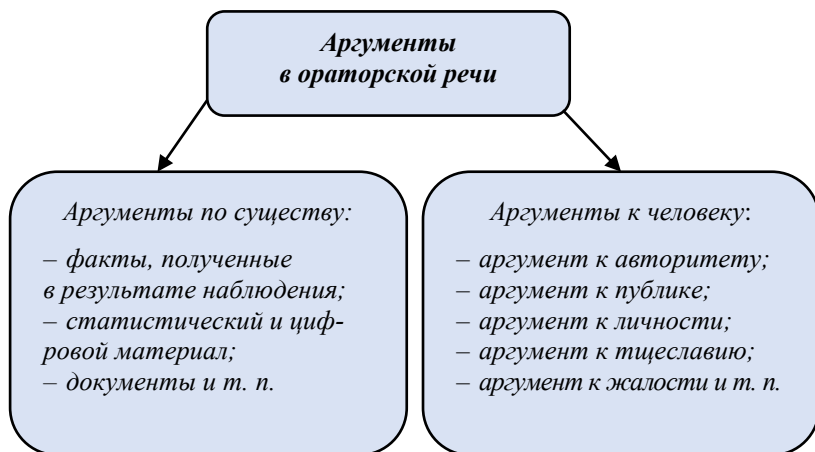 Аргументы
в ораторской речи
Аргументы по существу:
– факты, полученные
в результате наблюдения;
– статистический и циф-
ровой материал;
– документы и т. п.
Аргументы к человеку:
– аргумент к авторитету;
– аргумент к публике;
– аргумент к личности;
– аргумент к тщеславию;
– аргумент к жалости и т. п.